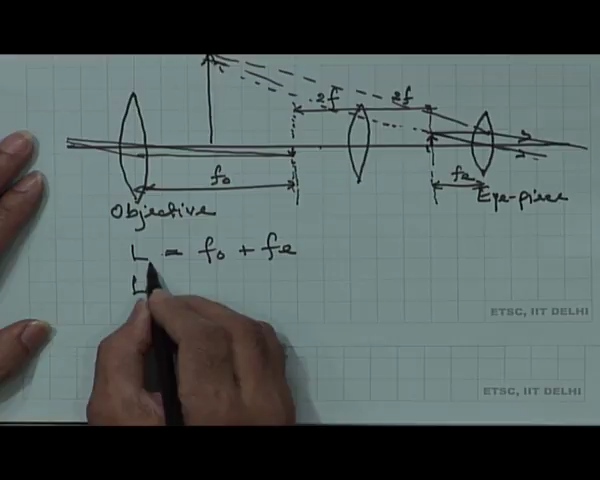 2f 2f
f₀ fe
Objective Eye-piece
L = f₀ + fe
L
ETSC, IIT DELHI
ETSC, IIT DELHI